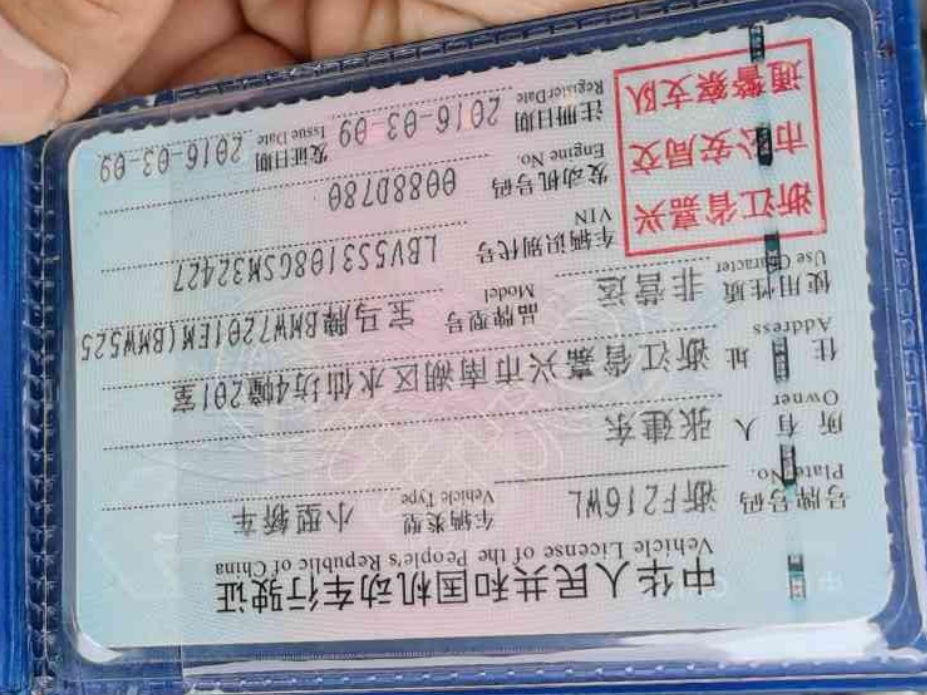 中华人民共和国机动车行驶证
Vehicle License of the People's Republic of China
号牌号码 浙F216WL 车辆类型 小型轿车
Plate No. Vehicle Type
所有人 张建东
Owner
住址 浙江省嘉兴市南湖区水仙坊4幢201室
Address
使用性质 非营运 品牌型号 宝马牌BMW7201EM(BMW525
Use Character Model
浙江省嘉兴
市公安局交
通警察支队
车辆识别代号 LBV5S3108GSM32427
VIN
发动机号码 0088D780
Engine No.
注册日期 2016-03-09 发证日期 2016-03-09
Register Date Issue Date